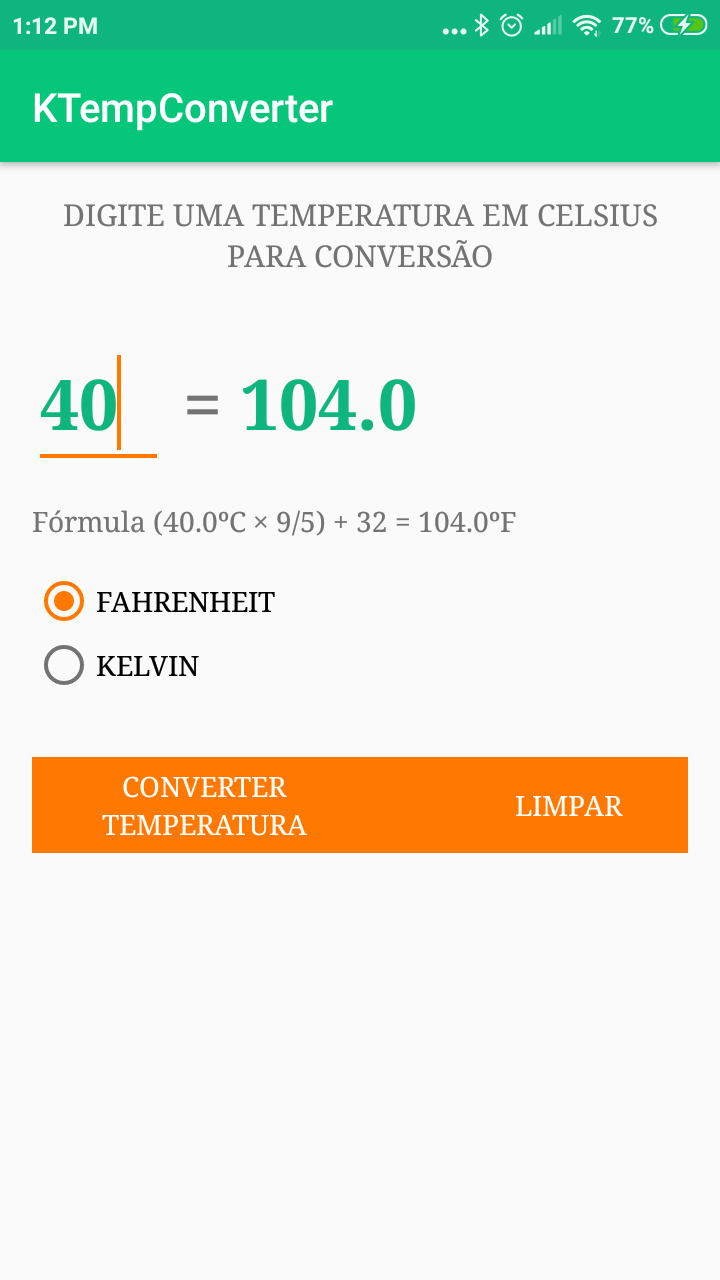 1:12 PM ... 77%
KTempConverter
DIGITE UMA TEMPERATURA EM CELSIUS
PARA CONVERSÃO
40 = 104.0
Fórmula (40.0ºC × 9/5) + 32 = 104.0ºF
FAHRENHEIT
KELVIN
CONVERTER
TEMPERATURA
LIMPAR